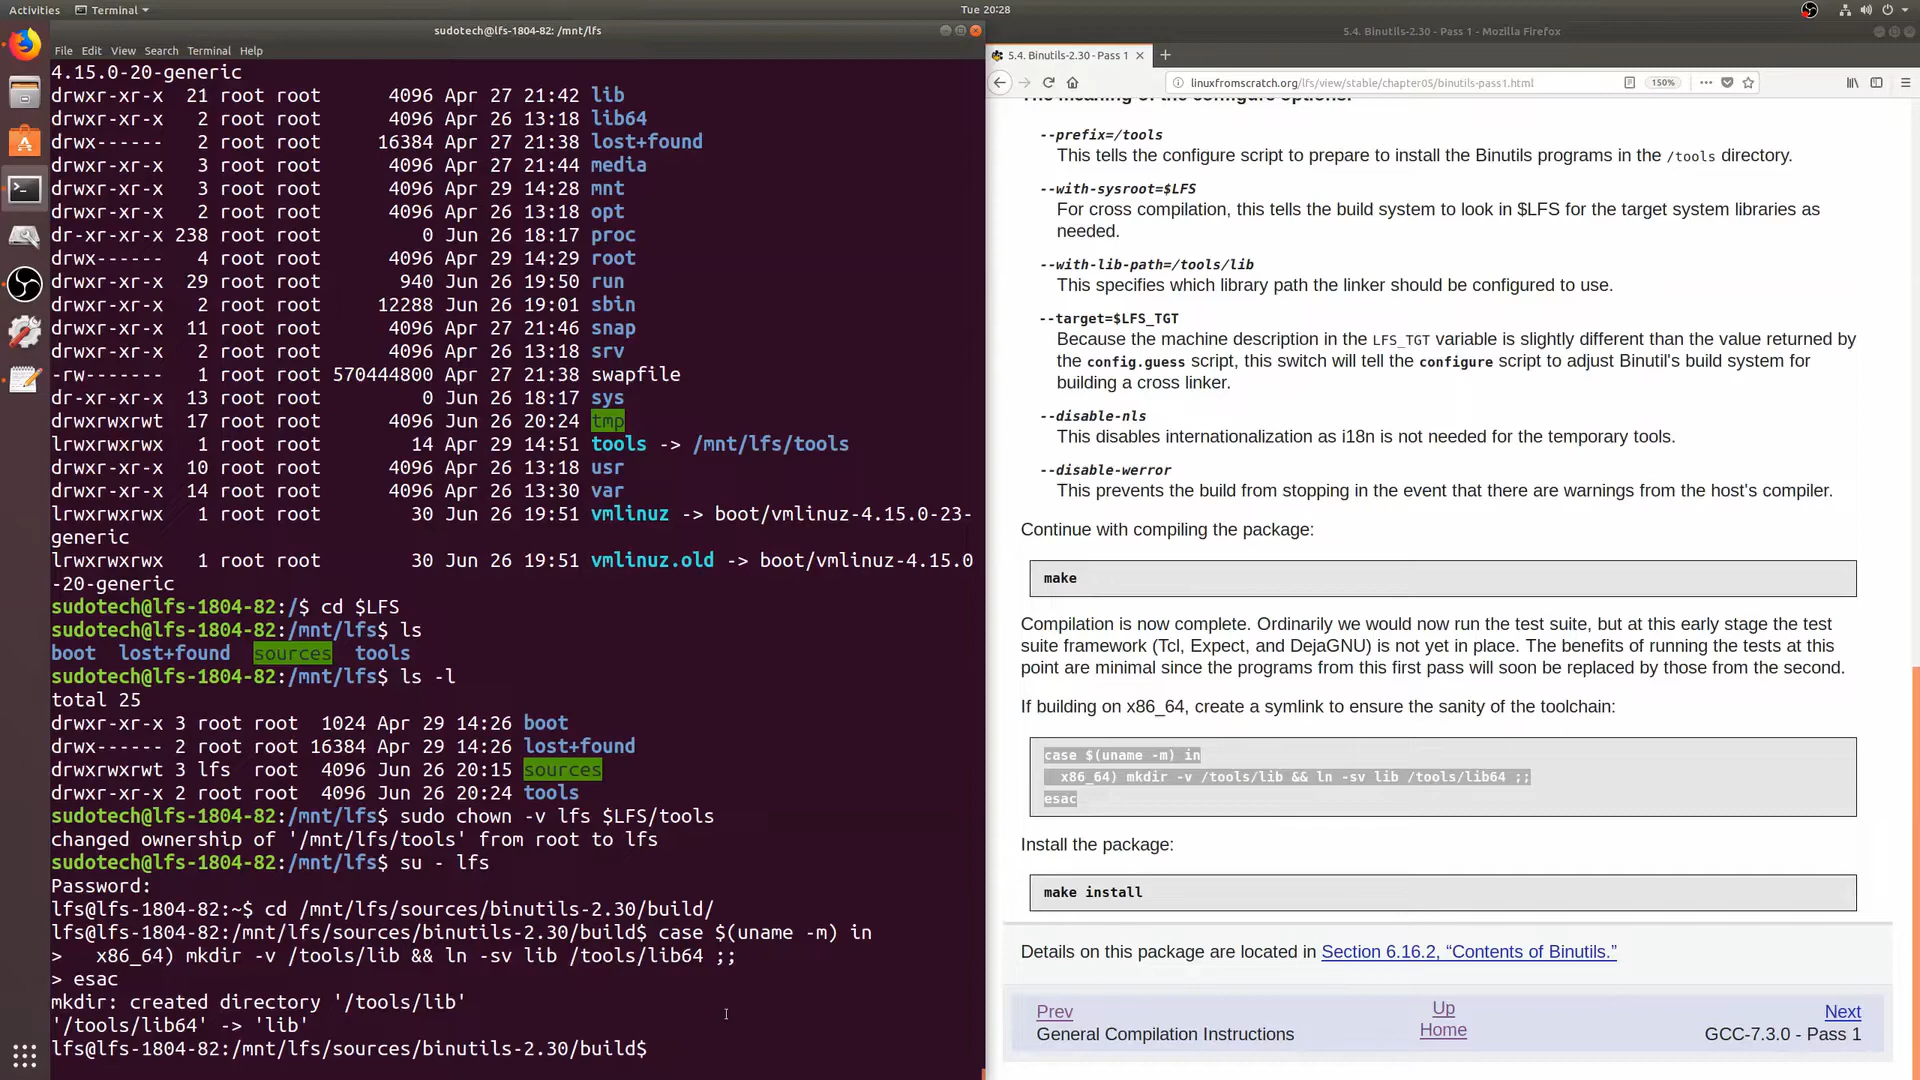 Activities
Terminal
Tue 20:28
sudotech@lfs-1804-82: /mnt/lfs
File Edit View Search Terminal Help
4.15.0-20-generic
drwxr-xr-x 21 root root 4096 Apr 27 21:42 lib
drwxr-xr-x 2 root root 4096 Apr 26 13:18 lib64
drwx------ 2 root root 16384 Apr 27 21:38 lost+found
drwxr-xr-x 3 root root 4096 Apr 27 21:44 media
drwxr-xr-x 3 root root 4096 Apr 29 14:28 mnt
drwxr-xr-x 2 root root 4096 Apr 26 13:18 opt
dr-xr-xr-x 238 root root 0 Jun 26 18:17 proc
drwx------ 4 root root 4096 Apr 29 14:29 root
drwxr-xr-x 29 root root 940 Jun 26 19:50 run
drwxr-xr-x 2 root root 12288 Jun 26 19:01 sbin
drwxr-xr-x 11 root root 4096 Apr 27 21:46 snap
drwxr-xr-x 2 root root 4096 Apr 26 13:18 srv
-rw------- 1 root root 570444800 Apr 27 21:38 swapfile
dr-xr-xr-x 13 root root 0 Jun 26 18:17 sys
drwxrwxrwt 17 root root 4096 Jun 26 20:24 tmp
lrwxrwxrwx 1 root root 14 Apr 29 14:51 tools -> /mnt/lfs/tools
drwxr-xr-x 10 root root 4096 Apr 26 13:18 usr
drwxr-xr-x 14 root root 4096 Apr 26 13:30 var
lrwxrwxrwx 1 root root 30 Jun 26 19:51 vmlinuz -> boot/vmlinuz-4.15.0-23-
generic
lrwxrwxrwx 1 root root 30 Jun 26 19:51 vmlinuz.old -> boot/vmlinuz-4.15.0
-20-generic
sudotech@lfs-1804-82:/$ cd $LFS
sudotech@lfs-1804-82:/mnt/lfs$ ls
boot lost+found sources tools
sudotech@lfs-1804-82:/mnt/lfs$ ls -l
total 25
drwxr-xr-x 3 root root 1024 Apr 29 14:26 boot
drwx------ 2 root root 16384 Apr 29 14:26 lost+found
drwxrwxrwt 3 lfs root 4096 Jun 26 20:15 sources
drwxr-xr-x 2 root root 4096 Jun 26 20:24 tools
sudotech@lfs-1804-82:/mnt/lfs$ sudo chown -v lfs $LFS/tools
changed ownership of '/mnt/lfs/tools' from root to lfs
sudotech@lfs-1804-82:/mnt/lfs$ su - lfs
Password:
lfs@lfs-1804-82:~$ cd /mnt/lfs/sources/binutils-2.30/build/
lfs@lfs-1804-82:/mnt/lfs/sources/binutils-2.30/build$ case $(uname -m) in
> x86_64) mkdir -v /tools/lib && ln -sv lib /tools/lib64 ;;
> esac
mkdir: created directory '/tools/lib'
'/tools/lib64' -> 'lib'
lfs@lfs-1804-82:/mnt/lfs/sources/binutils-2.30/build$
5.4. Binutils-2.30 - Pass 1 - Mozilla Firefox
5.4. Binutils-2.30 - Pass 1
linuxfromscratch.org/lfs/view/stable/chapter05/binutils-pass1.html
150%
The meaning of the configure options:
--prefix=/tools
This tells the configure script to prepare to install the Binutils programs in the /tools directory.
--with-sysroot=$LFS
For cross compilation, this tells the build system to look in $LFS for the target system libraries as
needed.
--with-lib-path=/tools/lib
This specifies which library path the linker should be configured to use.
--target=$LFS_TGT
Because the machine description in the LFS_TGT variable is slightly different than the value returned by
the config.guess script, this switch will tell the configure script to adjust Binutil's build system for
building a cross linker.
--disable-nls
This disables internationalization as i18n is not needed for the temporary tools.
--disable-werror
This prevents the build from stopping in the event that there are warnings from the host's compiler.
Continue with compiling the package:
make
Compilation is now complete. Ordinarily we would now run the test suite, but at this early stage the test
suite framework (Tcl, Expect, and DejaGNU) is not yet in place. The benefits of running the tests at this
point are minimal since the programs from this first pass will soon be replaced by those from the second.
If building on x86_64, create a symlink to ensure the sanity of the toolchain:
case $(uname -m) in
x86_64) mkdir -v /tools/lib && ln -sv lib /tools/lib64 ;;
esac
Install the package:
make install
Details on this package are located in Section 6.16.2, “Contents of Binutils.”
Prev
General Compilation Instructions
Up
Home
Next
GCC-7.3.0 - Pass 1